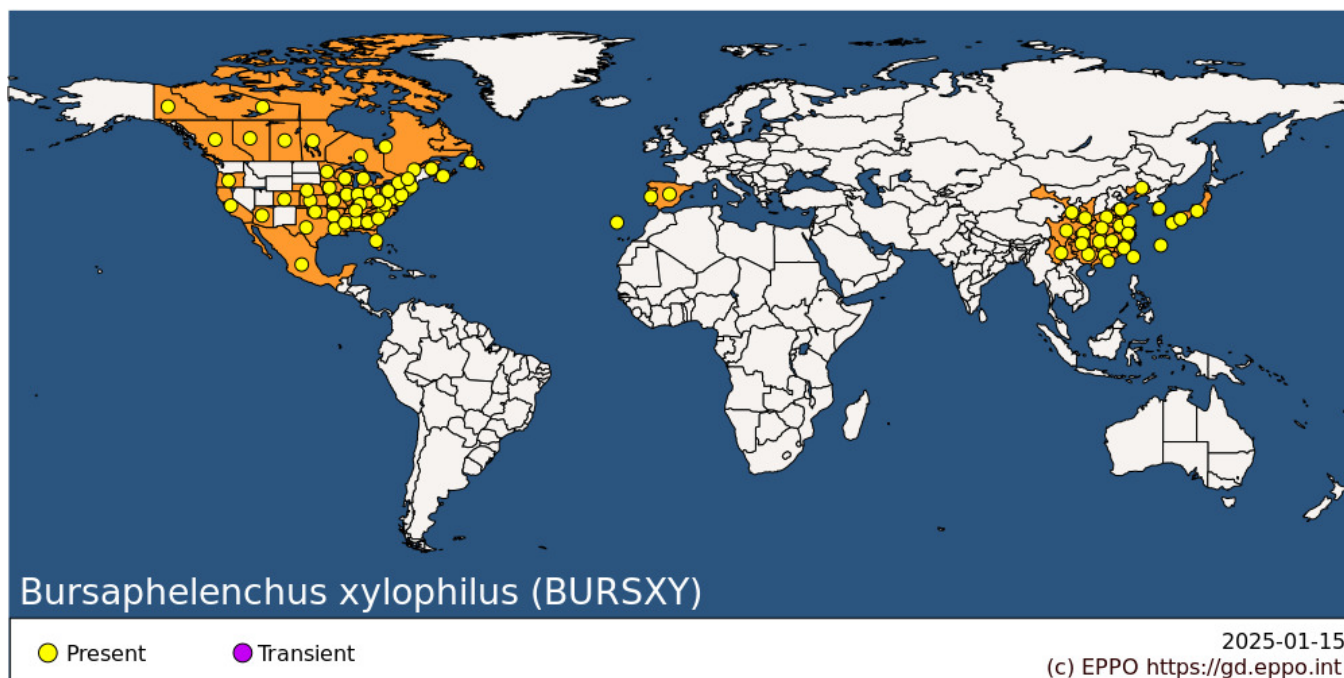 Bursaphelenchus xylophilus (BURSXY)
Present
Transient
2025-01-15
(c) EPPO https://gd.eppo.int